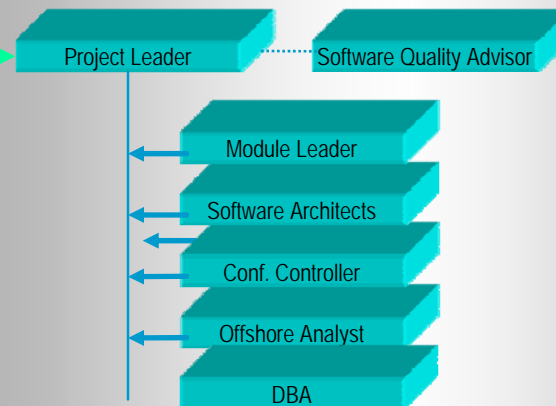 Project Leader
Software Quality Advisor
Module Leader
Software Architects
Conf. Controller
Offshore Analyst
DBA